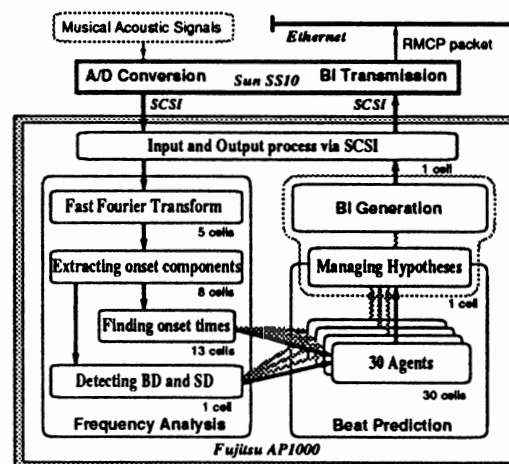 Musical Acoustic Signals
Ethernet
RMCP packet
A/D Conversion
Sun SS10
BI Transmission
SCSI
SCSI
Input and Output process via SCSI
1 cell
Fast Fourier Transform
5 cells
BI Generation
Extracting onset components
8 cells
Managing Hypotheses
1 cell
Finding onset times
13 cells
30 Agents
30 cells
Detecting BD and SD
1 cell
Frequency Analysis
Beat Prediction
Fujitsu AP1000